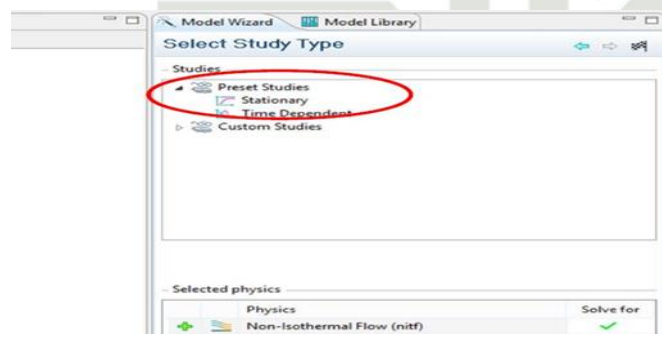 Model Wizard Model Library
Select Study Type
Studies
Preset Studies
Stationary
Time Dependent
Custom Studies
Selected physics
Physics Solve for
Non-Isothermal Flow (nitf)